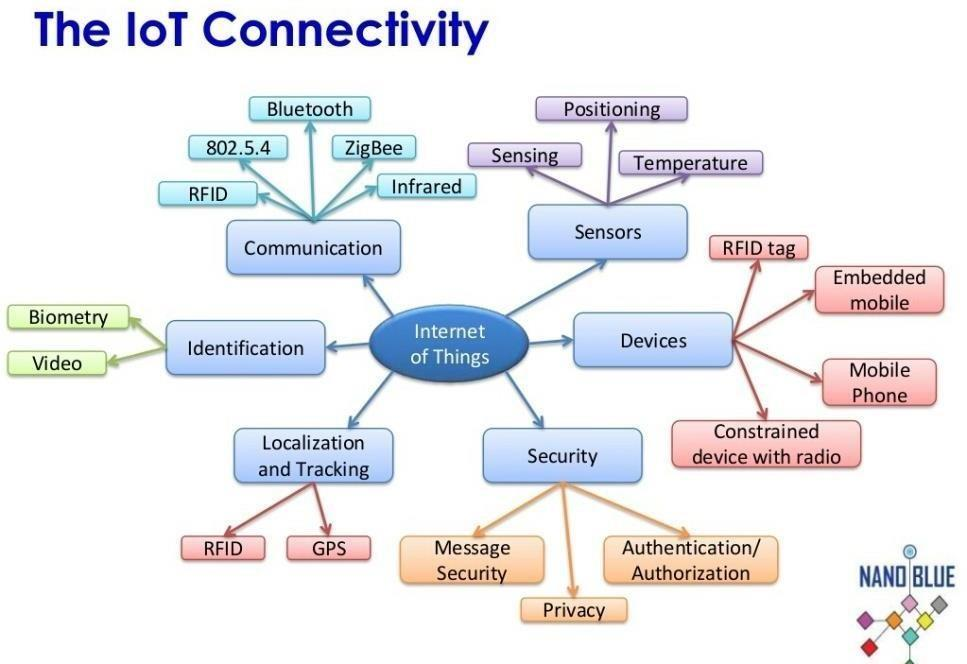 The IoT Connectivity
Bluetooth
802.5.4
ZigBee
RFID
Infrared
Communication
Positioning
Sensing
Temperature
Sensors
RFID tag
Embedded
mobile
Devices
Mobile
Phone
Constrained
device with radio
Internet
of Things
Biometry
Video
Identification
Localization
and Tracking
RFID
GPS
Security
Message
Security
Privacy
Authentication/
Authorization
NANO BLUE